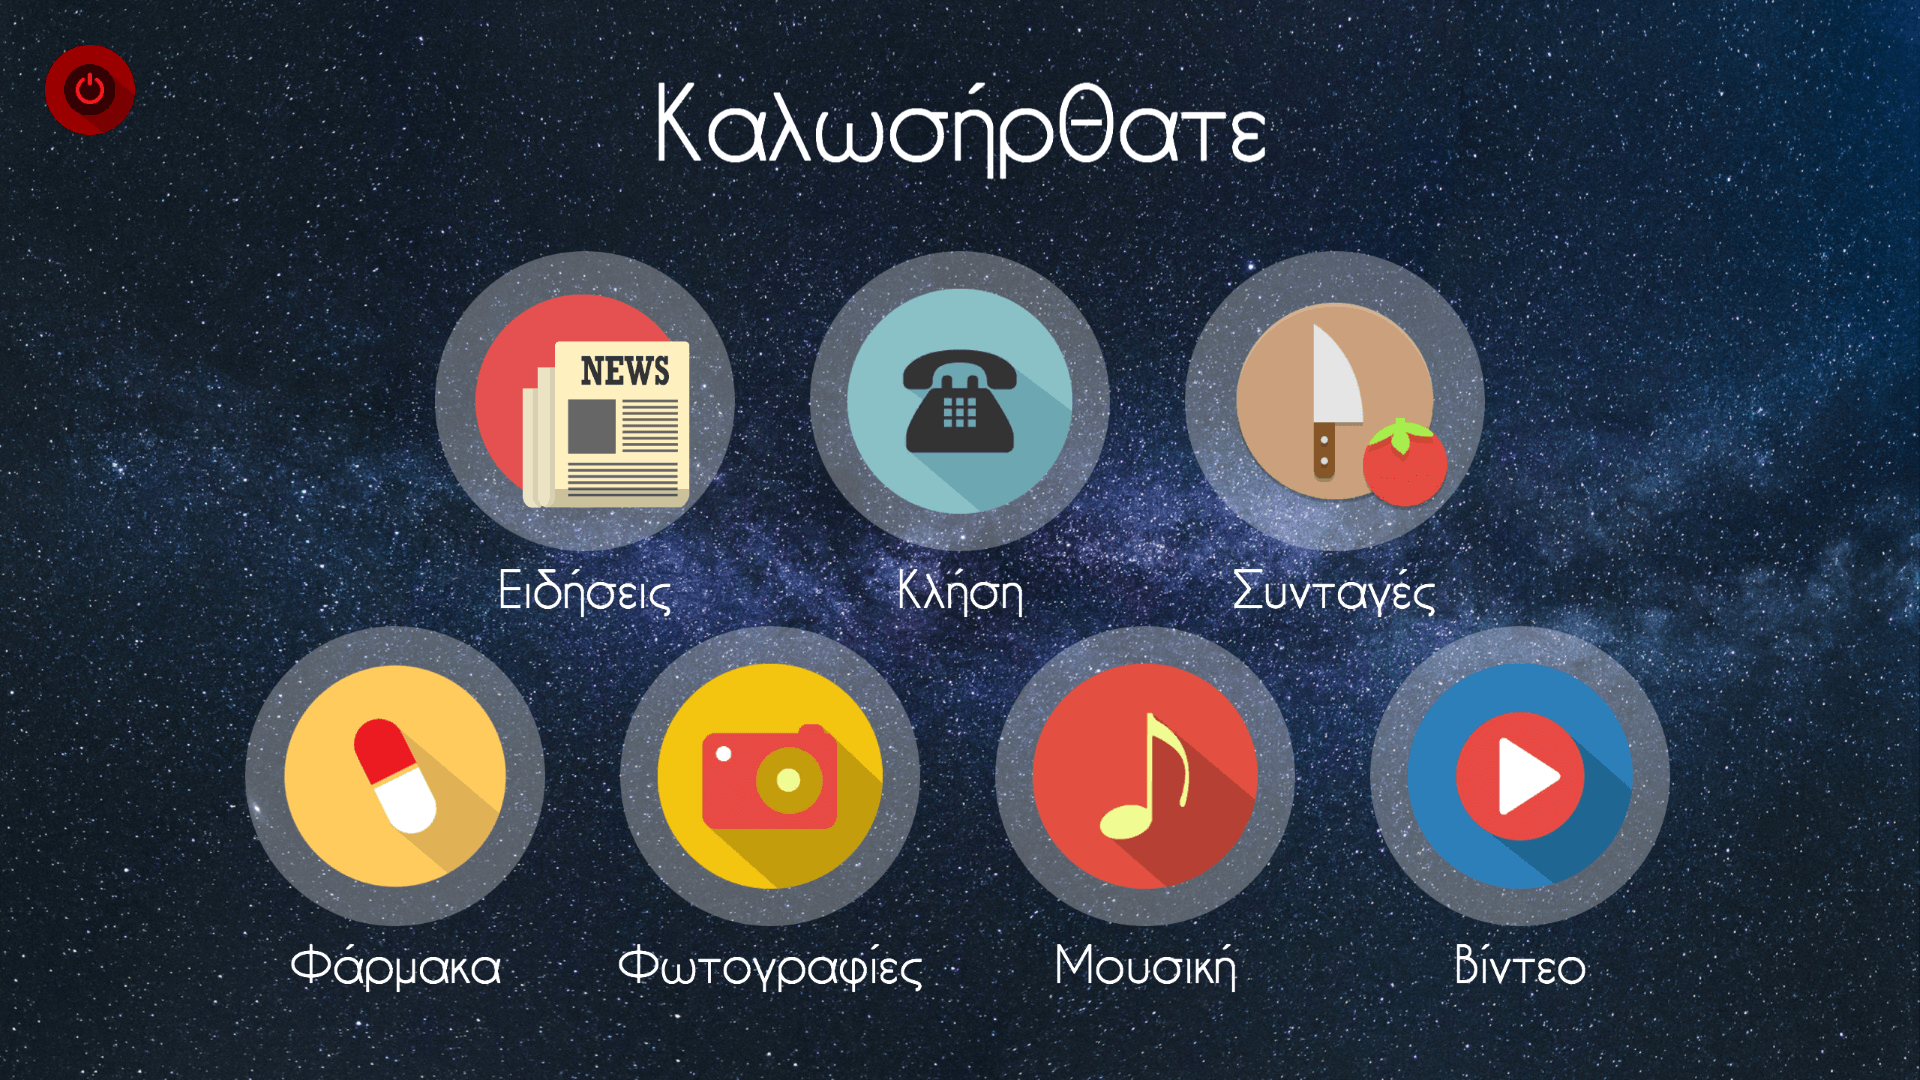 Καλωσήρθατε
NEWS
Ειδήσεις
Κλήση
Συνταγές
Φάρμακα
Φωτογραφίες
Μουσική
Βίντεο